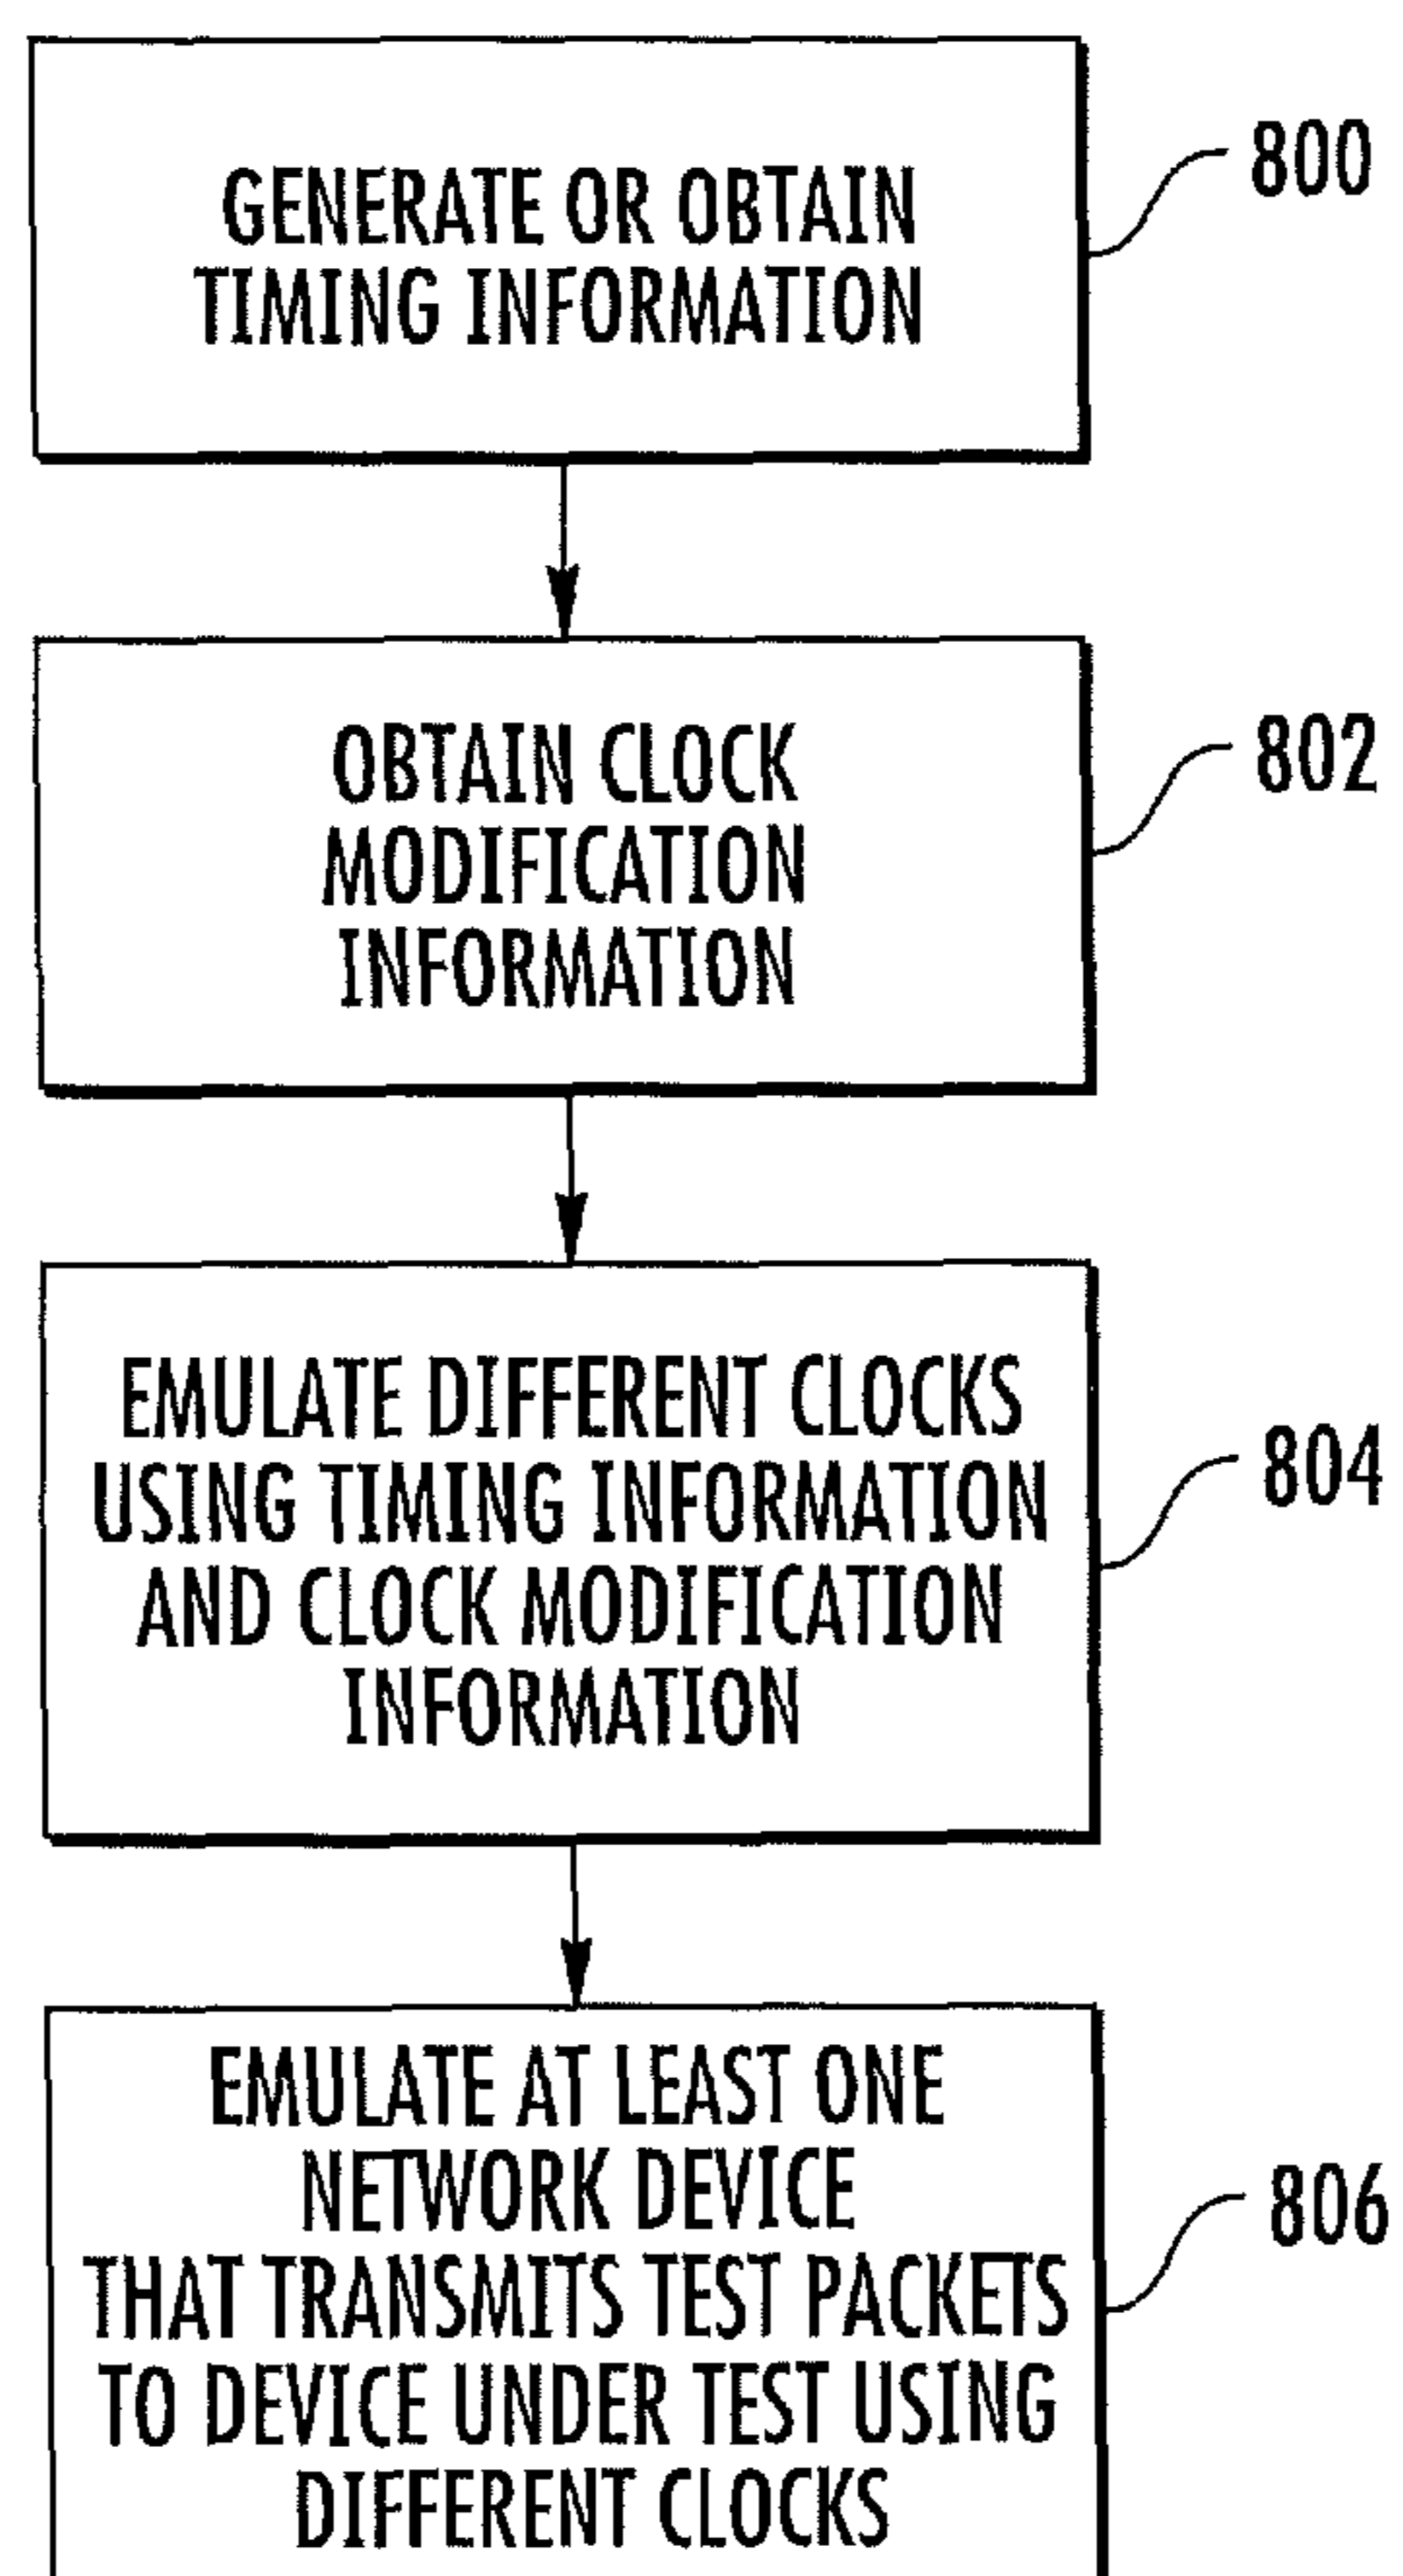 GENERATE OR OBTAIN
TIMING INFORMATION
800
OBTAIN CLOCK
MODIFICATION
INFORMATION
802
EMULATE DIFFERENT CLOCKS
USING TIMING INFORMATION
AND CLOCK MODIFICATION
INFORMATION
804
EMULATE AT LEAST ONE
NETWORK DEVICE
THAT TRANSMITS TEST PACKETS
TO DEVICE UNDER TEST USING
DIFFERENT CLOCKS
806